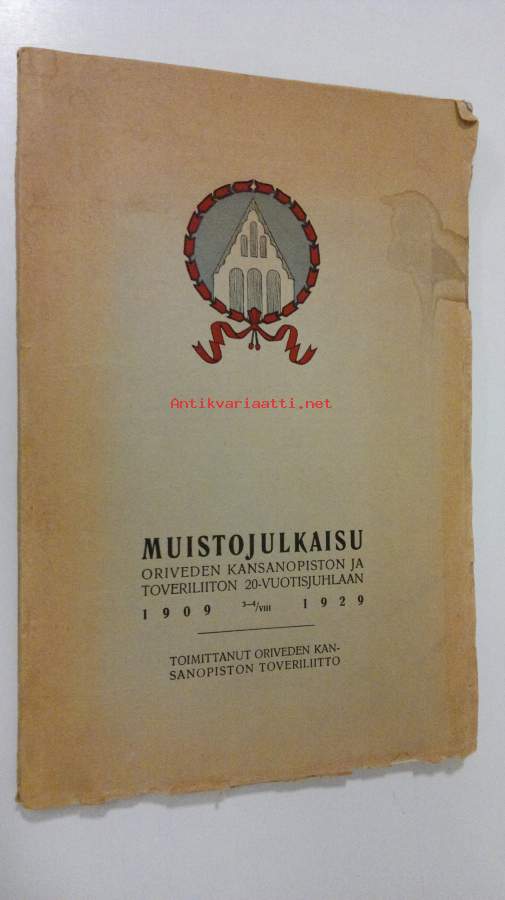 Antikvariaatti.net
MUISTOJULKAISU
ORIVEDEN KANSANOPISTON JA
TOVERILIITON 20-VUOTISJUHLAAN
1909 3–4/VIII 1929
TOIMITTANUT ORIVEDEN KAN-
SANOPISTON TOVERILIITTO